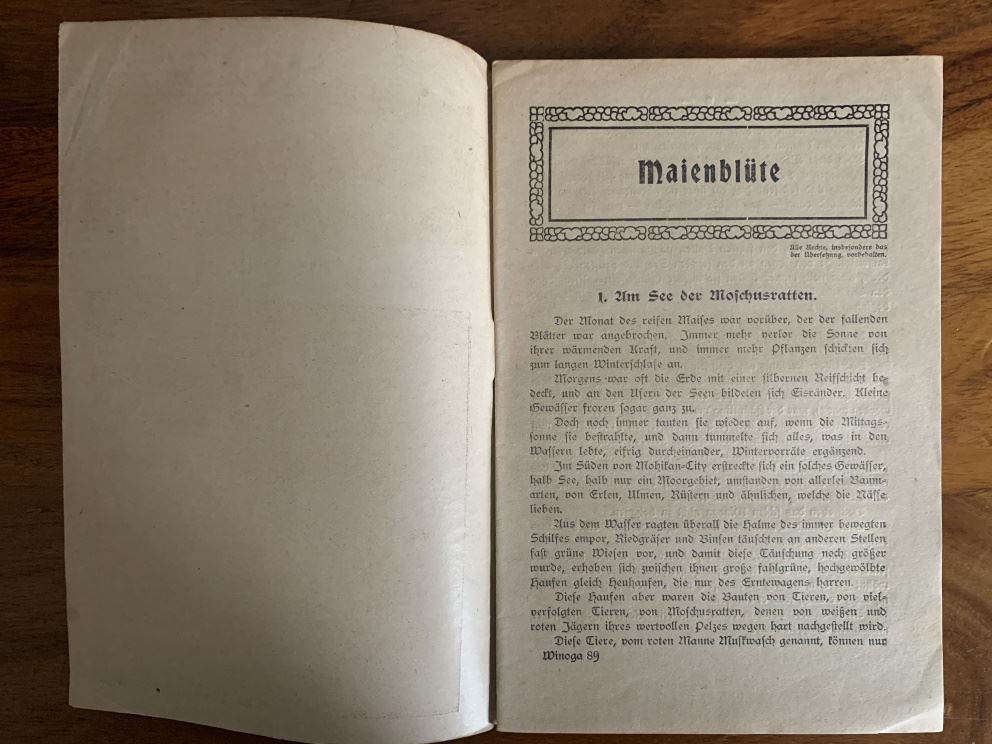 Maienblüte
Alle Rechte, insbesondere das
der Übersetzung, vorbehalten.
1. Am See der Moschusratten.
Der Monat des reifen Maises war vorüber, der der fallenden
Blätter war angebrochen. Immer mehr verlor die Sonne von
ihrer wärmenden Kraft, und immer mehr Pflanzen schickten sich
zum langen Winterschlafe an.
Morgens war oft die Erde mit einer silbernen Reifschicht be-
deckt, und an den Ufern der Seen bildeten sich Eisränder. Kleine
Gewässer froren sogar ganz zu.
Doch noch immer tauten sie wieder auf, wenn die Mittags-
sonne sie bestrahlte, und dann tummelte sich alles, was in den
Wassern lebte, eifrig durcheinander, Wintervorräte ergänzend.
Im Süden von Mohikan-City erstreckte sich ein solches Gewässer,
halb See, halb nur ein Moorgebiet, umstanden von allerlei Baum-
arten, von Erlen, Ulmen, Rüstern und ähnlichen, welche die Nässe
lieben.
Aus dem Wasser ragten überall die Halme des immer bewegten
Schilfes empor, Riedgräser und Binsen täuschten an anderen Stellen
fast grüne Wiesen vor, und damit diese Täuschung noch größer
wurde, erhoben sich zwischen ihnen große fahlgrüne, hochgewölbte
Haufen gleich Heuhaufen, die nur des Erntewagens harren.
Diese Haufen aber waren die Bauten von Tieren, von viel-
verfolgten Tieren, von Moschusratten, denen von weißen und
roten Jägern ihres wertvollen Pelzes wegen hart nachgestellt wird.
Diese Tiere, vom roten Manne Muskwasch genannt, können nur
Winoga 89